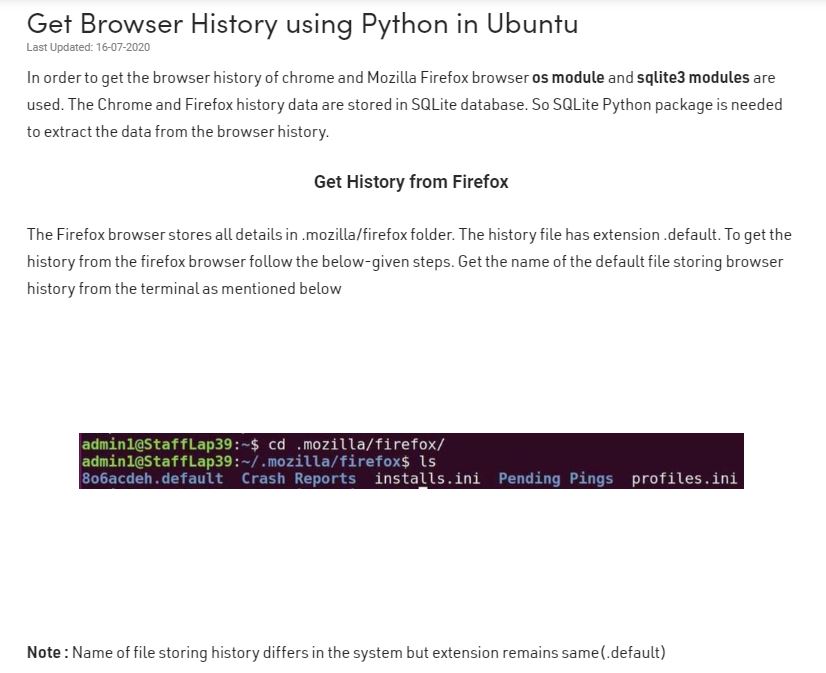 Get Browser History using Python in Ubuntu
Last Updated: 16-07-2020
In order to get the browser history of chrome and Mozilla Firefox browser os module and sqlite3 modules are
used. The Chrome and Firefox history data are stored in SQLite database. So SQLite Python package is needed
to extract the data from the browser history.
Get History from Firefox
The Firefox browser stores all details in .mozilla/firefox folder. The history file has extension .default. To get the
history from the firefox browser follow the below-given steps. Get the name of the default file storing browser
history from the terminal as mentioned below
admin1@StaffLap39:~$ cd .mozilla/firefox/
admin1@StaffLap39:~/.mozilla/firefox$ ls
8o6acdeh.default Crash Reports installs.ini Pending Pings profiles.ini
Note : Name of file storing history differs in the system but extension remains same(.default)